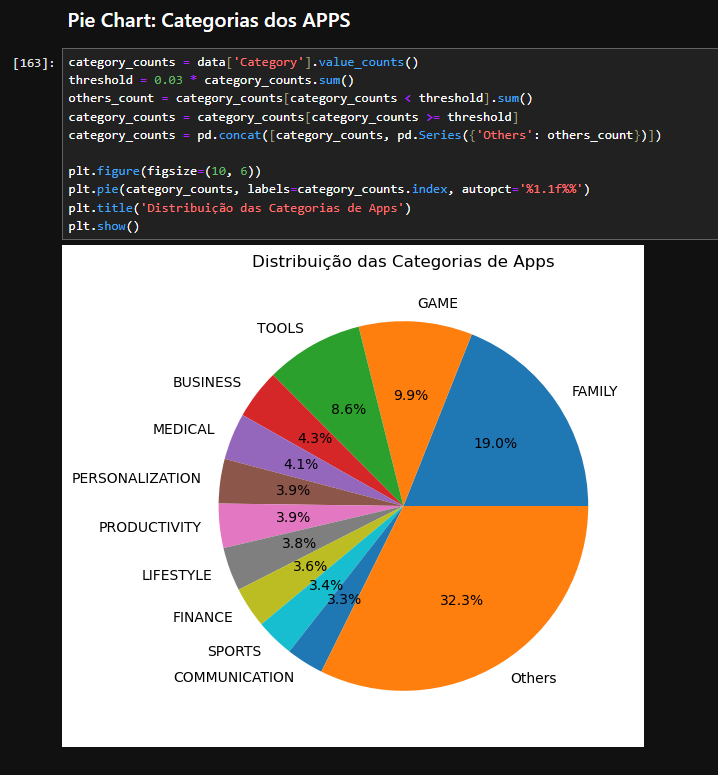 Pie Chart: Categorias dos APPS
[163]:
category_counts = data['Category'].value_counts()
threshold = 0.03 * category_counts.sum()
others_count = category_counts[category_counts < threshold].sum()
category_counts = category_counts[category_counts >= threshold]
category_counts = pd.concat([category_counts, pd.Series({'Others': others_count})])
plt.figure(figsize=(10, 6))
plt.pie(category_counts, labels=category_counts.index, autopct='%1.1f%%')
plt.title('Distribuição das Categorias de Apps')
plt.show()
Distribuição das Categorias de Apps
GAME
TOOLS
BUSINESS
FAMILY
9.9%
8.6%
MEDICAL
4.3%
19.0%
4.1%
PERSONALIZATION
3.9%
PRODUCTIVITY
3.9%
3.8%
LIFESTYLE
3.6%
3.4%
3.3%
32.3%
FINANCE
SPORTS
COMMUNICATION
Others